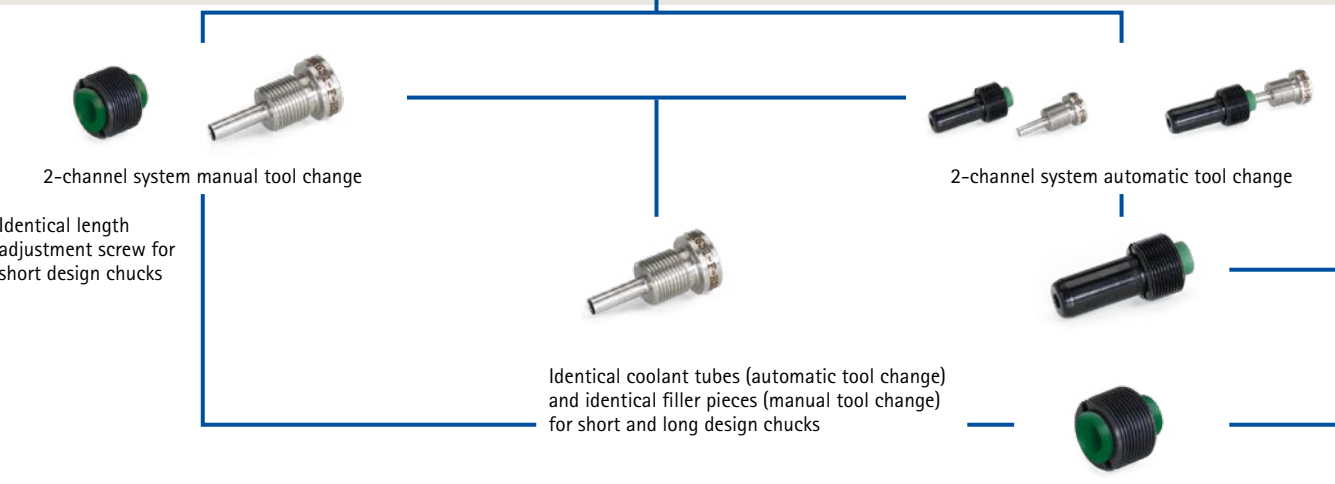 2-channel system manual tool change
2-channel system automatic tool change
Identical length
adjustment screw for
short design chucks
Identical coolant tubes (automatic tool change)
and identical filler pieces (manual tool change)
for short and long design chucks